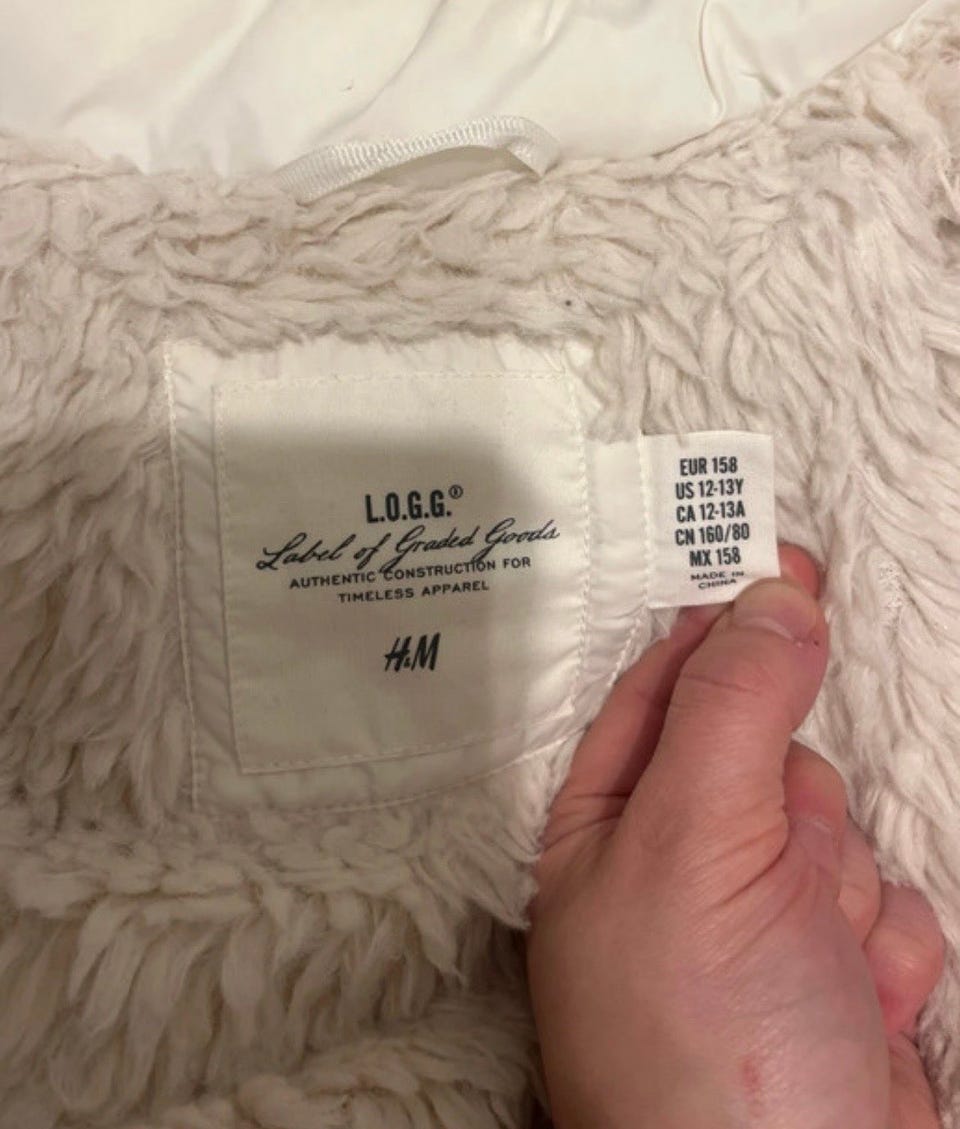 L.O.G.G.®
Label of Graded Goods
AUTHENTIC CONSTRUCTION FOR
TIMELESS APPAREL
H&M
EUR 158
US 12-13Y
CA 12-13A
CN 160/80
MX 158
MADE IN
CHINA